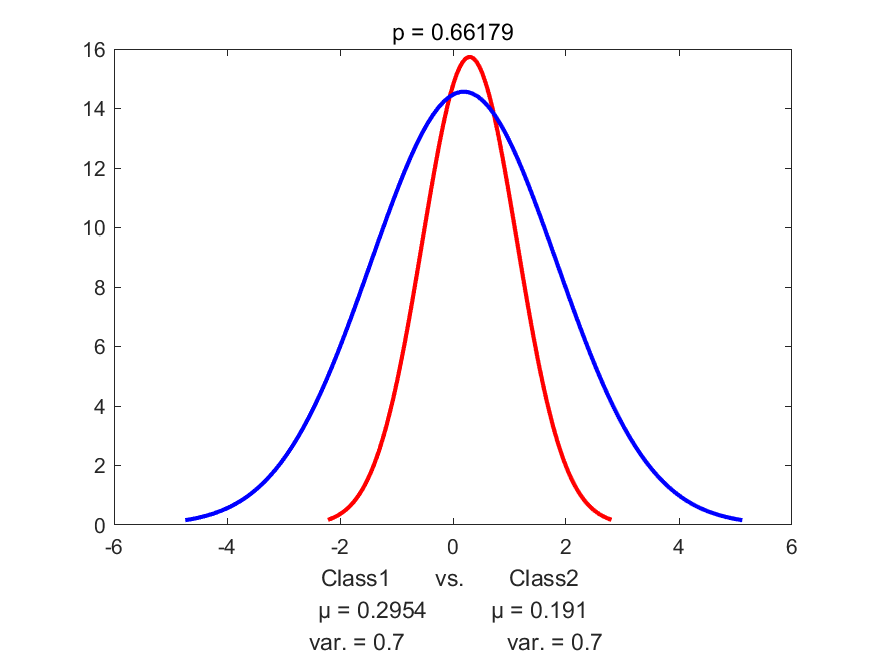 p = 0.66179
16
14
12
10
8
6
4
2
0
-6 -4 -2 0 2 4 6
Class1 vs. Class2
μ = 0.2954 μ = 0.191
var. = 0.7 var. = 0.7